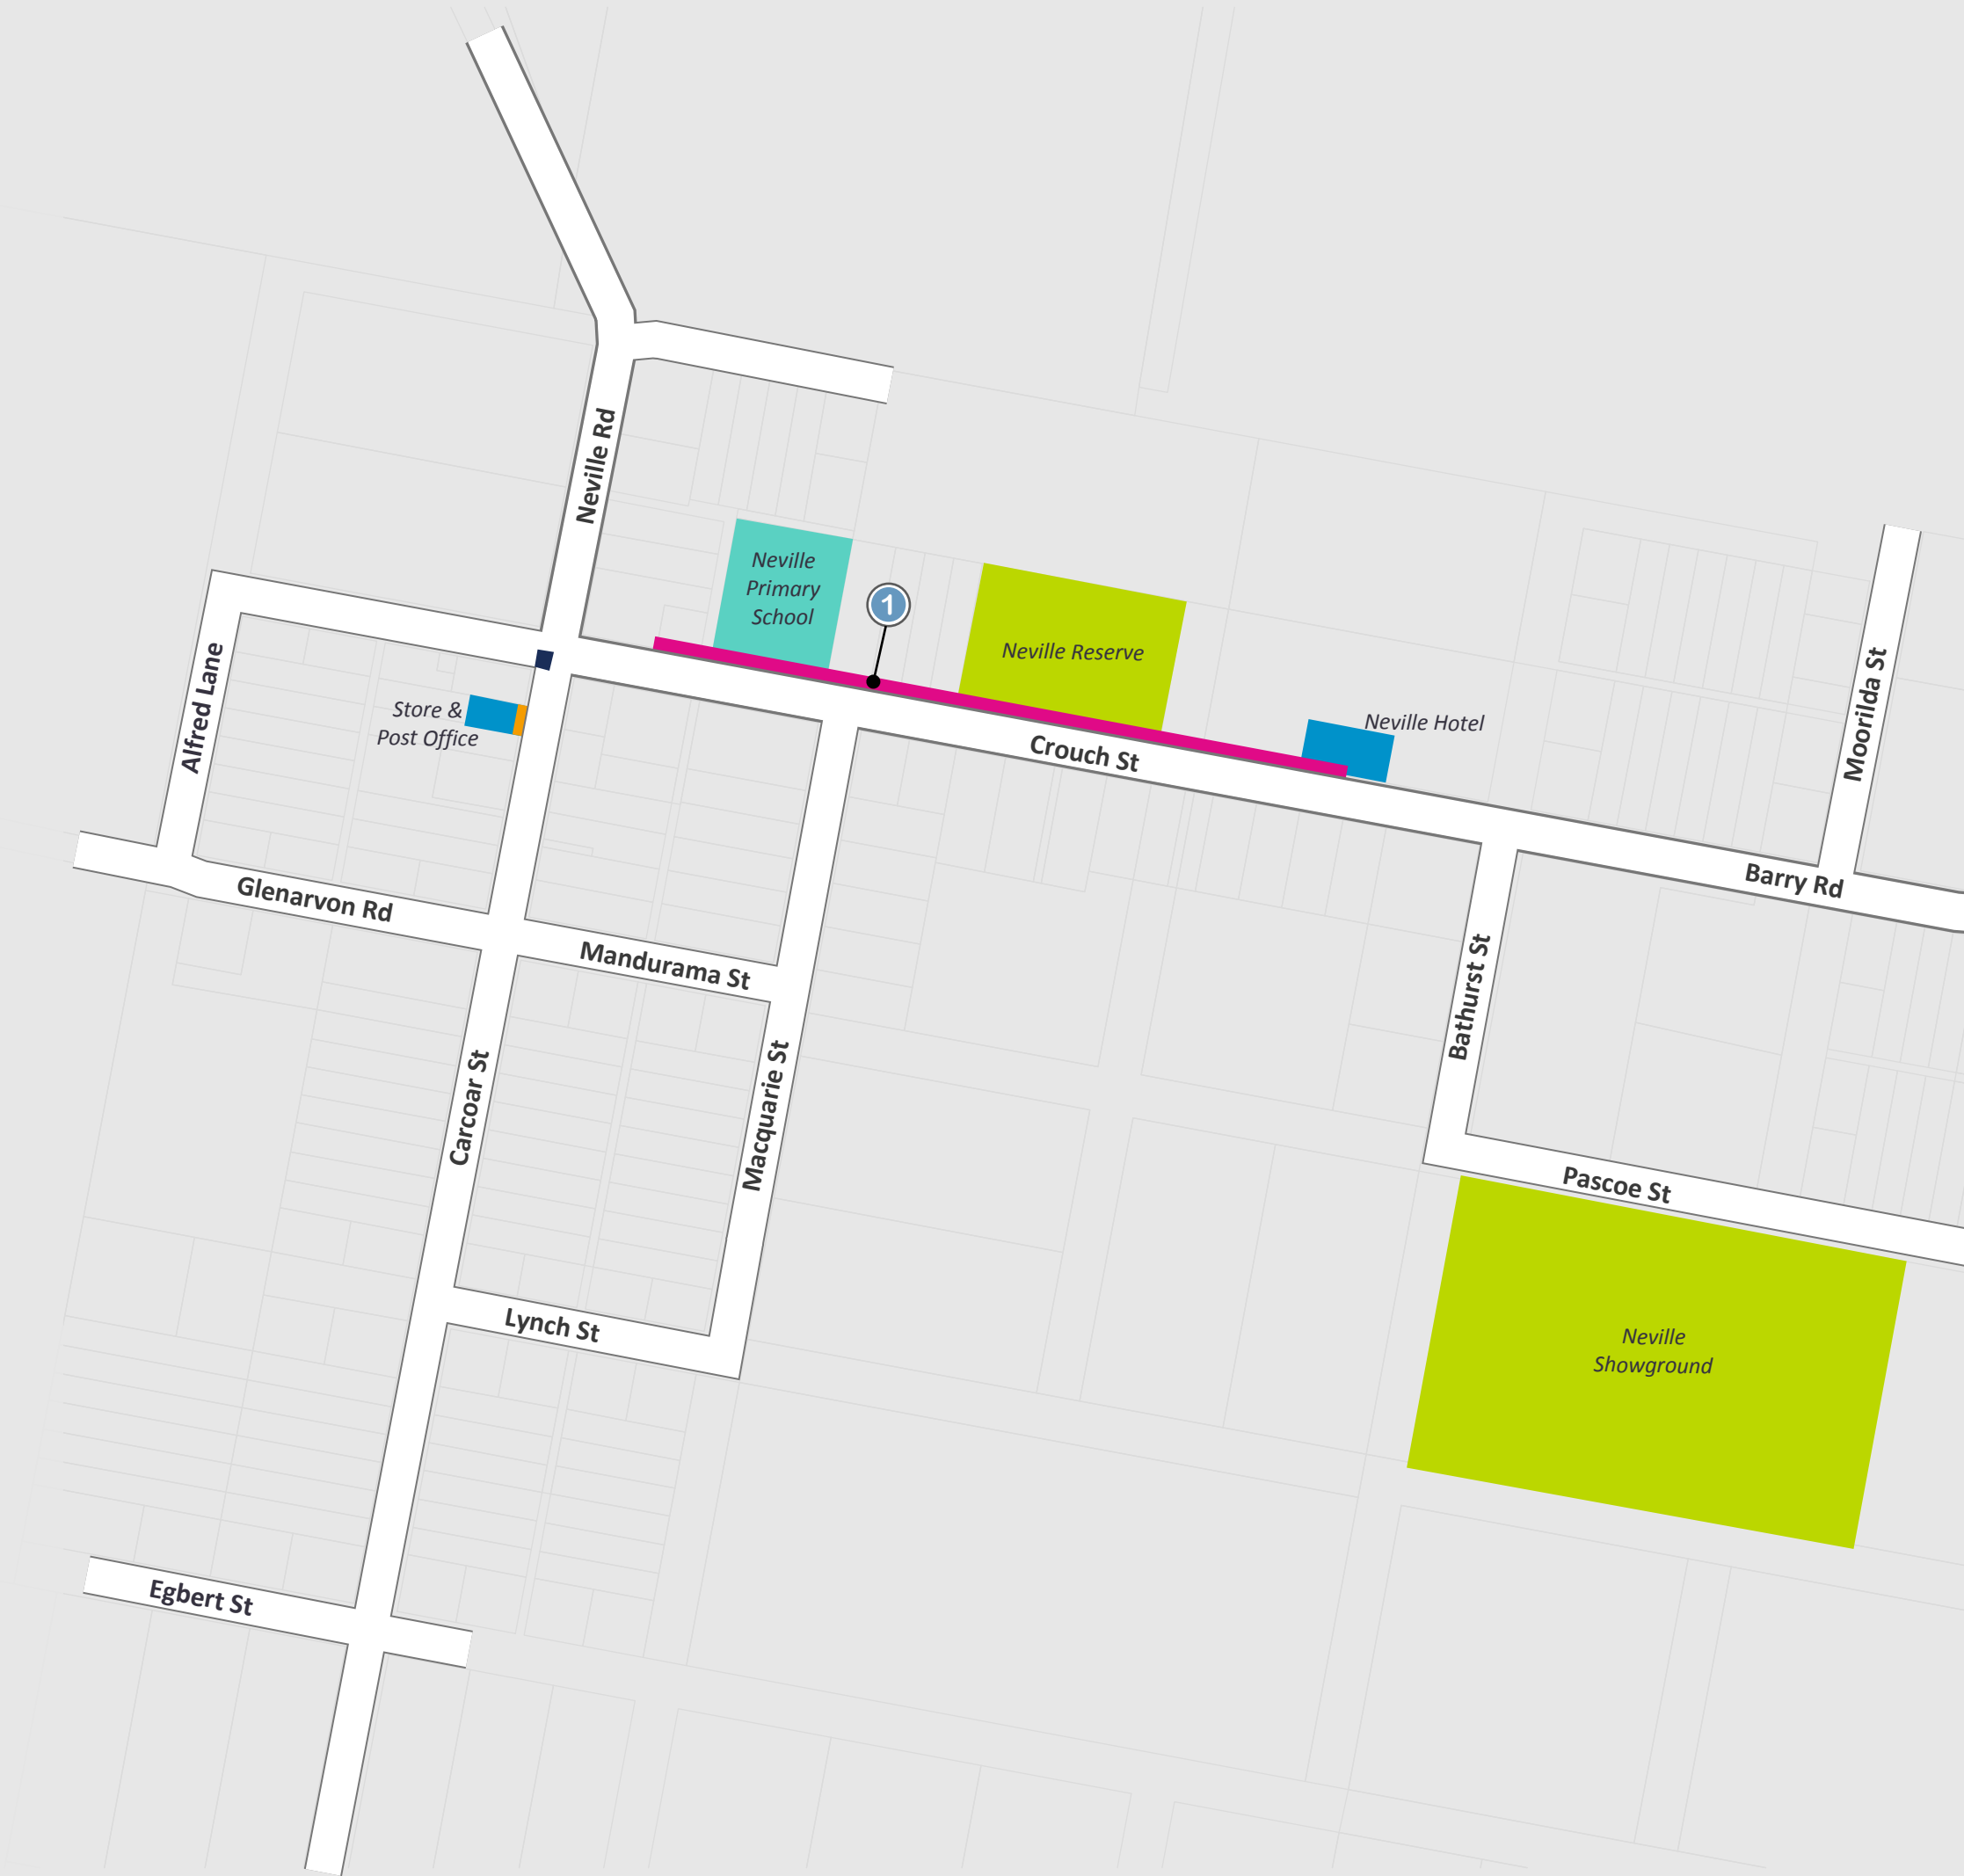 Neville Rd
Neville
Primary
School
1
Neville Reserve
Alfred Lane
Store &
Post Office
Neville Hotel
Moorilda St
Crouch St
Barry Rd
Glenarvon Rd
Mandurama St
Bathurst St
Carcoar St
Macquarie St
Pascoe St
Lynch St
Neville
Showground
Egbert St